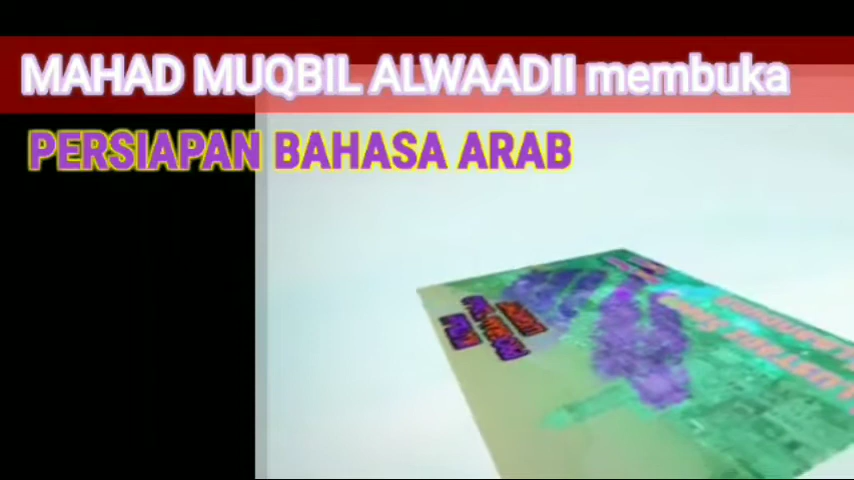 MAHAD MUQBIL ALWAADII membuka
PERSIAPAN BAHASA ARAB